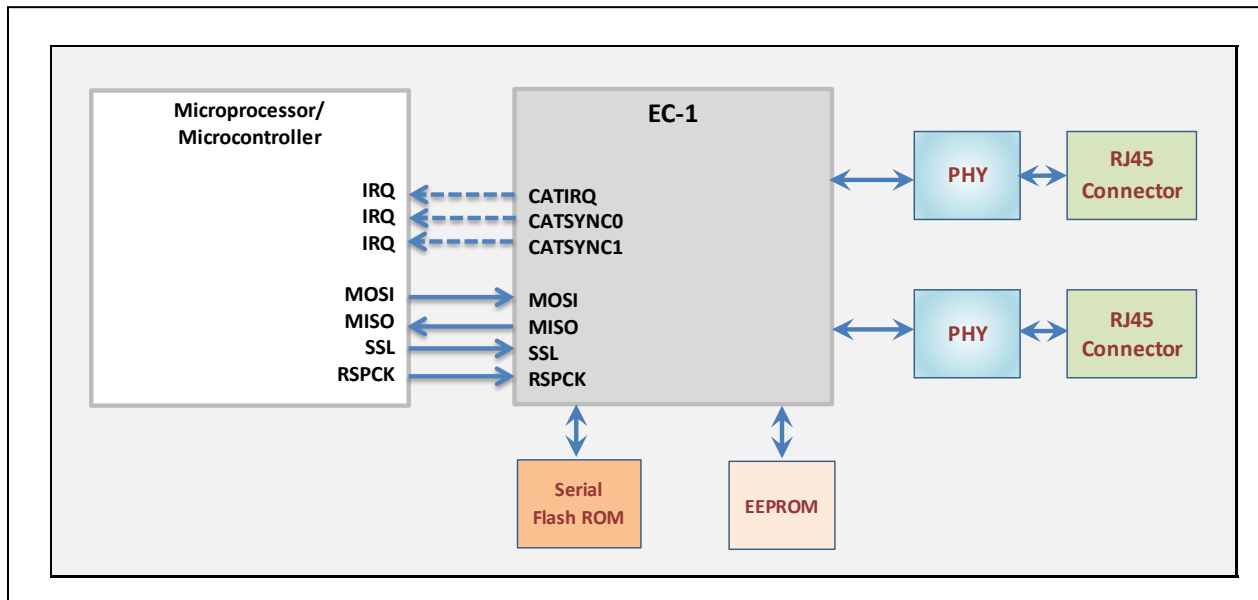 Microprocessor/
Microcontroller
IRQ
IRQ
IRQ
MOSI
MISO
SSL
RSPCK
EC-1
CATIRQ
CATSYNC0
CATSYNC1
MOSI
MISO
SSL
RSPCK
PHY
RJ45
Connector
PHY
RJ45
Connector
Serial
Flash ROM
EEPROM